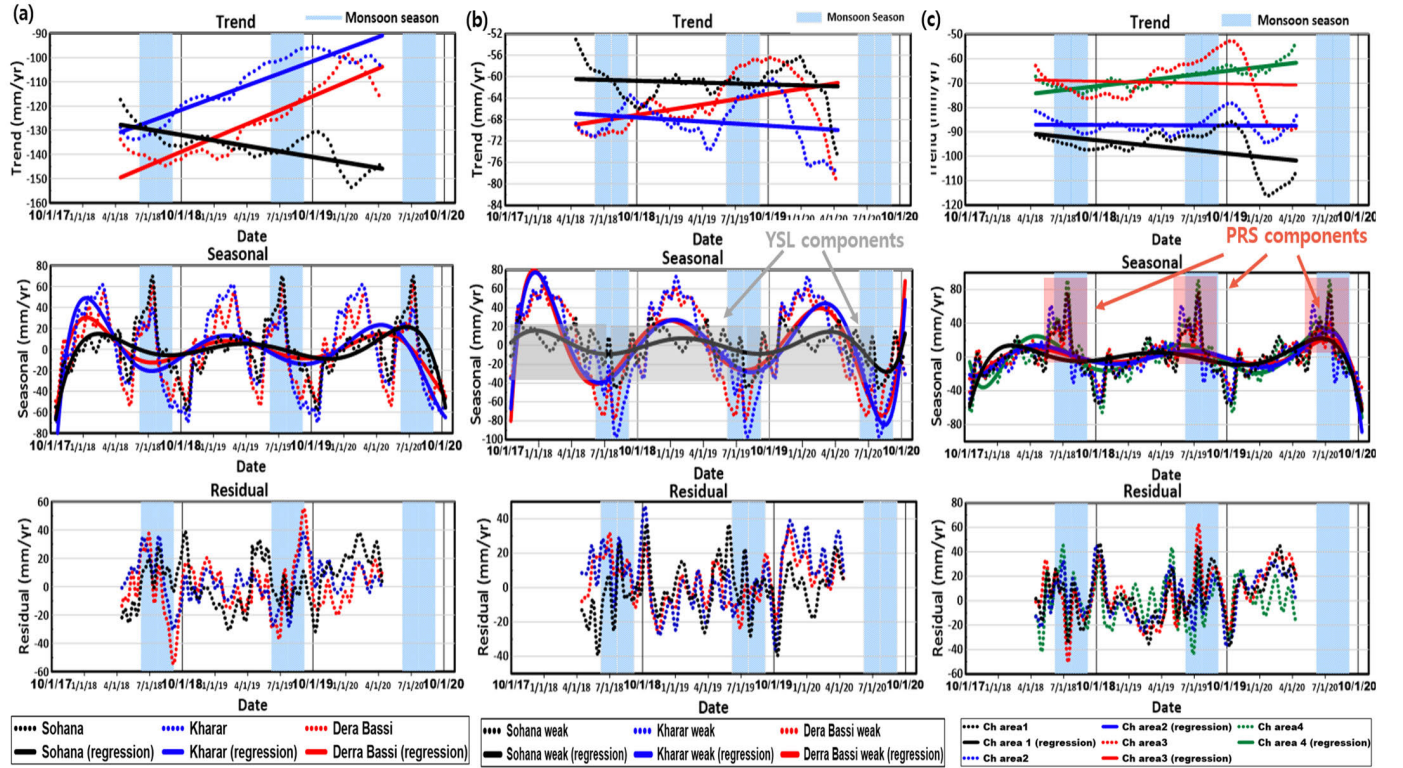 (a)
Trend
Monsoon season
Trend (mm/yr)
-90
-100
-110
-120
-130
-140
-150
-160
10/1/17 1/1/18 4/1/18 7/1/18 10/1/18 1/1/19 4/1/19 7/1/19 10/1/19 1/1/20 4/1/20 7/1/20 10/1/20
Date
Seasonal
Seasonal (mm/yr)
80
60
40
20
0
-20
-40
-60
-80
10/1/17 1/1/18 4/1/18 7/1/18 10/1/18 1/1/19 4/1/19 7/1/19 10/1/19 1/1/20 4/1/20 7/1/20 10/1/20
Date
Residual
Residual (mm/yr)
60
40
20
0
-20
-40
-60
10/1/17 1/1/18 4/1/18 7/1/18 10/1/18 1/1/19 4/1/19 7/1/19 10/1/19 1/1/20 4/1/20 7/1/20 10/1/20
Date
Sohana Kharar Dera Bassi
Sohana (regression) Kharar (regression) Derra Bassi (regression)
(b)
Trend
Monsoon Season
Trend (mm/yr)
-52
-56
-60
-64
-68
-72
-76
-80
-84
10/1/17 1/1/18 4/1/18 7/1/18 10/1/18 1/1/19 4/1/19 7/1/19 10/1/19 1/1/20 4/1/20 7/1/20 10/1/20
Date
YSL components
Seasonal
Seasonal (mm/yr)
80
60
40
20
0
-20
-40
-60
-80
-100
10/1/17 1/1/18 4/1/18 7/1/18 10/1/18 1/1/19 4/1/19 7/1/19 10/1/19 1/1/20 4/1/20 7/1/20 10/1/20
Date
Residual
Residual (mm/yr)
40
20
0
-20
-40
10/1/17 1/1/18 4/1/18 7/1/18 10/1/18 1/1/19 4/1/19 7/1/19 10/1/19 1/1/20 4/1/20 7/1/20 10/1/20
Date
Sohana weak Kharar weak Dera Bassi weak
Sohana weak (regression) Kharar weak (regression) Derra Bassi weak (regression)
(c)
Trend
Monsoon season
Trend (mm/yr)
-50
-60
-70
-80
-90
-100
-110
-120
10/1/17 1/1/18 4/1/18 7/1/18 10/1/18 1/1/19 4/1/19 7/1/19 10/1/19 1/1/20 4/1/20 7/1/20 10/1/20
Date
PRS components
Seasonal
Seasonal (mm/yr)
80
40
0
-40
-80
10/1/17 1/1/18 4/1/18 7/1/18 10/1/18 1/1/19 4/1/19 7/1/19 10/1/19 1/1/20 4/1/20 7/1/20 10/1/20
Date
Residual
Residual (mm/yr)
80
60
40
20
0
-20
-40
-60
10/1/17 1/1/18 4/1/18 7/1/18 10/1/18 1/1/19 4/1/19 7/1/19 10/1/19 1/1/20 4/1/20 7/1/20 10/1/20
Date
Ch area1 Ch area2 (regression) Ch area4
Ch area 1 (regression) Ch area3 Ch area 4 (regression)
Ch area2 Ch area3 (regression)